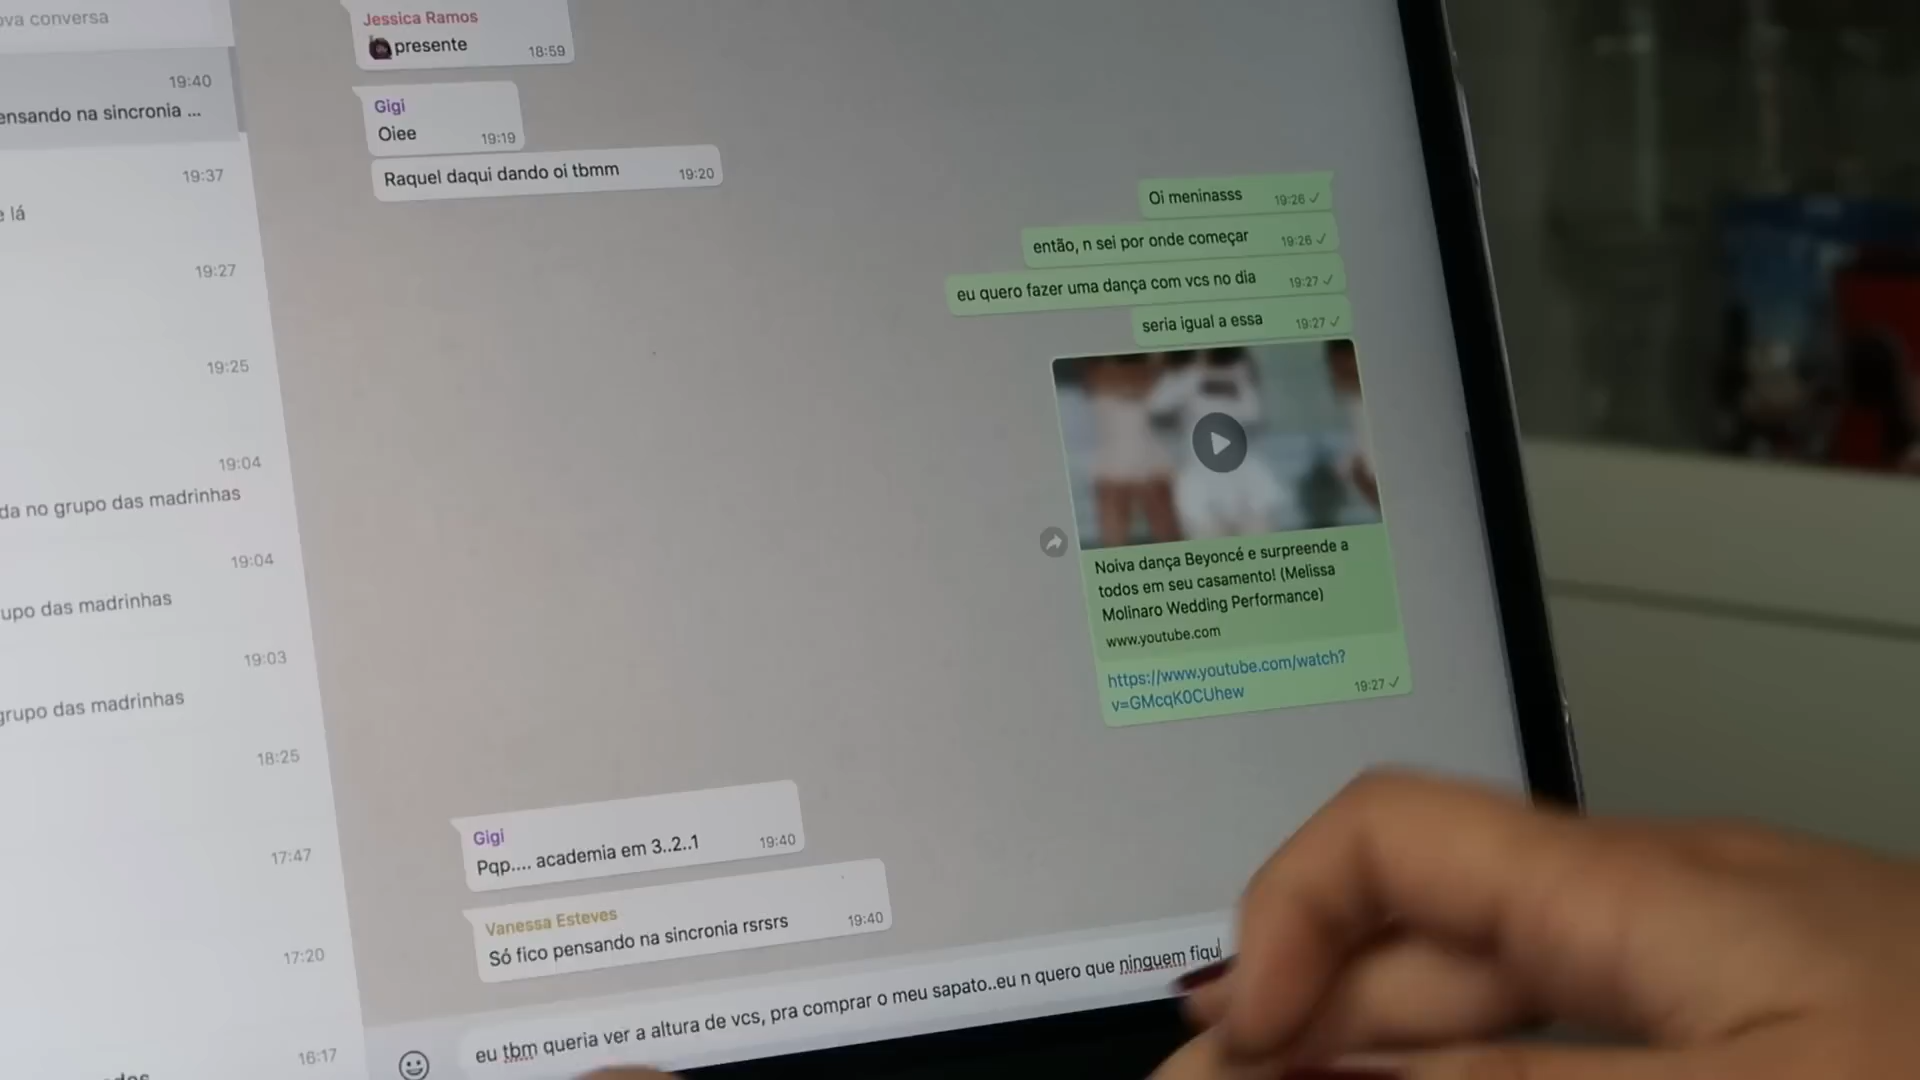 ova conversa
19:40
ensando na sincronia ...
19:37
e lá
19:27
19:25
19:04
da no grupo das madrinhas
19:04
upo das madrinhas
19:03
grupo das madrinhas
18:25
17:47
17:20
16:17
Jessica Ramos
presente 18:59
Gigi
Oiee 19:19
Raquel daqui dando oi tbmm 19:20
Oi meninasss 19:26
então, n sei por onde começar 19:26
eu quero fazer uma dança com vcs no dia 19:27
seria igual a essa 19:27
Noiva dança Beyoncé e surpreende a
todos em seu casamento! (Melissa
Molinaro Wedding Performance)
www.youtube.com
https://www.youtube.com/watch?
v=GMcqK0CUhew 19:27
Gigi
Pqp.... academia em 3..2..1 19:40
Vanessa Esteves
Só fico pensando na sincronia rsrsrs 19:40
eu tbm queria ver a altura de vcs, pra comprar o meu sapato..eu n quero que ninguem fiqu